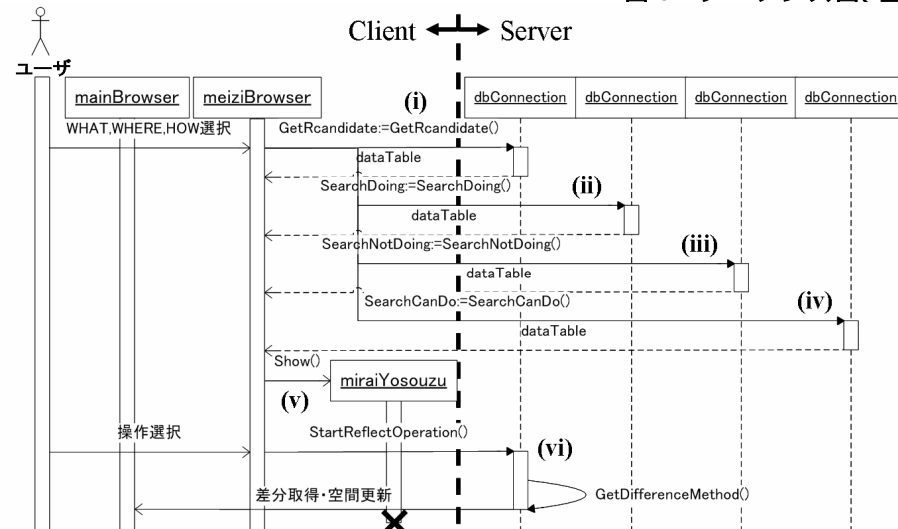 Client Server
ユーザ
mainBrowser meiziBrowser dbConnection dbConnection dbConnection dbConnection
(i)
WHAT,WHERE,HOW選択 GetRcandidate:=GetRcandidate()
dataTable
SearchDoing:=SearchDoing() (ii)
dataTable
SearchNotDoing:=SearchNotDoing() (iii)
dataTable
SearchCanDo:=SearchCanDo() (iv)
dataTable
Show()
miraiYosouzu
(v)
操作選択 StartReflectOperation() (vi)
差分取得・空間更新 GetDifferenceMethod()